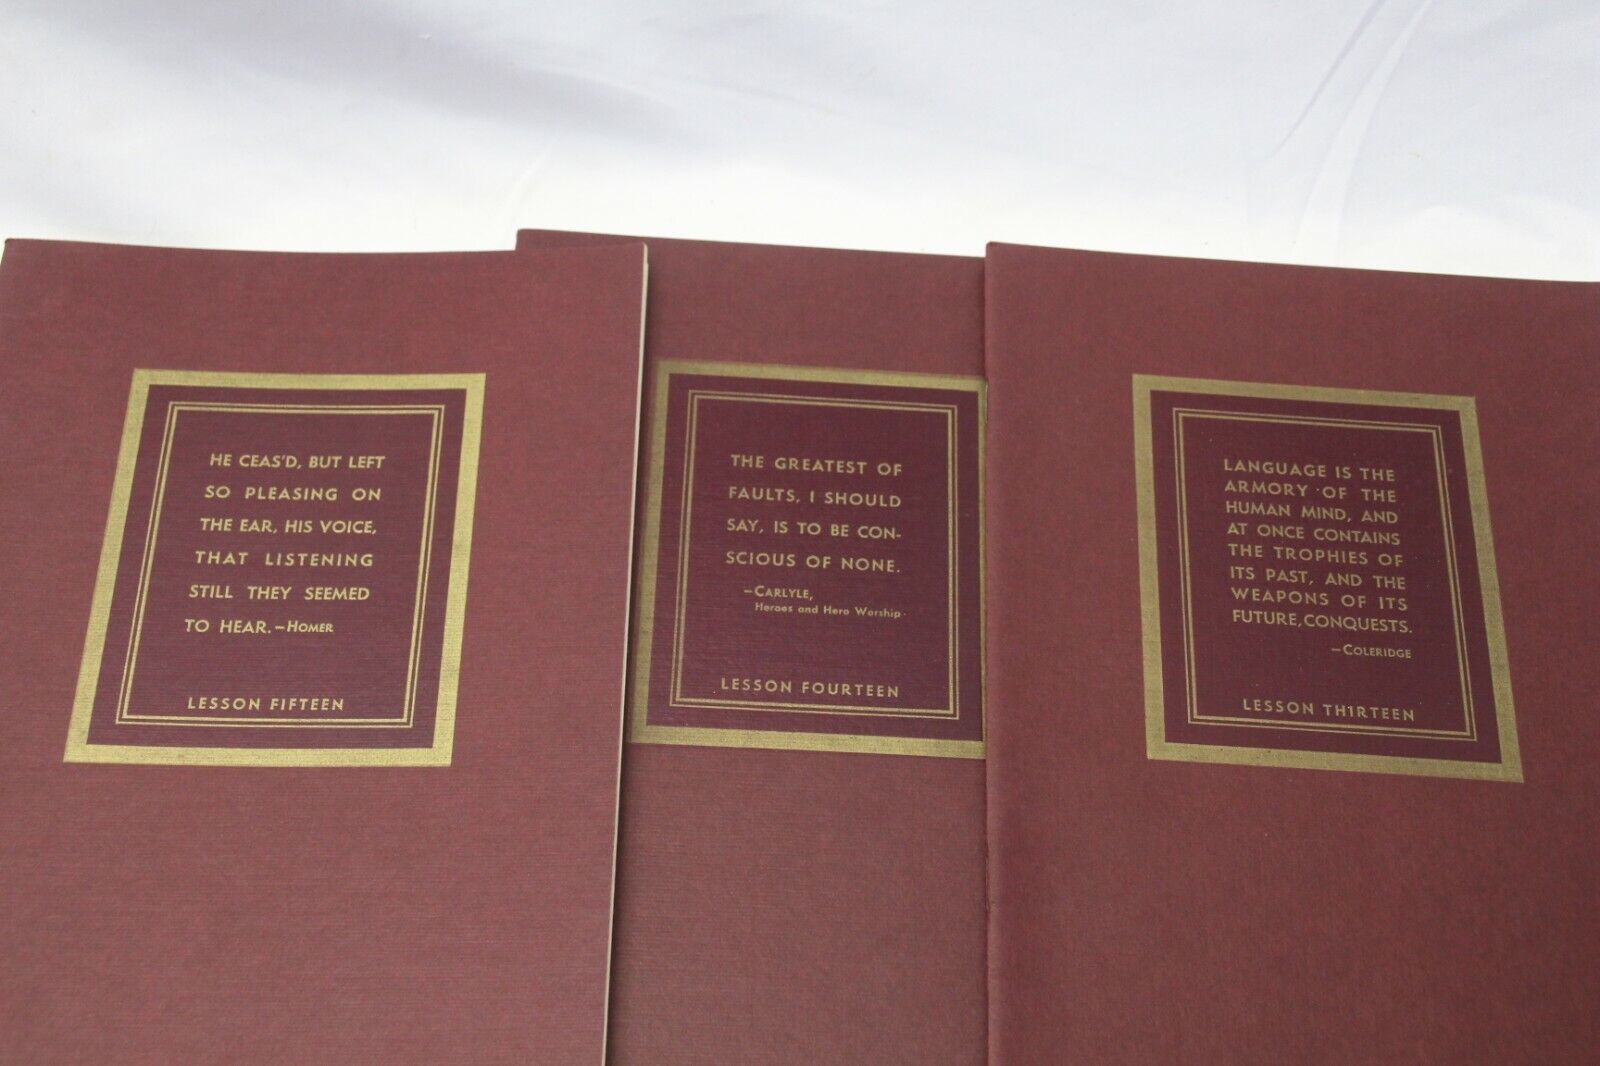 HE CEAS'D, BUT LEFT
SO PLEASING ON
THE EAR, HIS VOICE,
THAT LISTENING
STILL THEY SEEMED
TO HEAR.—HOMER
LESSON FIFTEEN
THE GREATEST OF
FAULTS, I SHOULD
SAY, IS TO BE CON-
SCIOUS OF NONE.
—CARLYLE,
Heroes and Hero Worship.
LESSON FOURTEEN
LANGUAGE IS THE
ARMORY OF THE
HUMAN MIND, AND
AT ONCE CONTAINS
THE TROPHIES OF
ITS PAST, AND THE
WEAPONS OF ITS
FUTURE, CONQUESTS.
—COLERIDGE
LESSON THIRTEEN